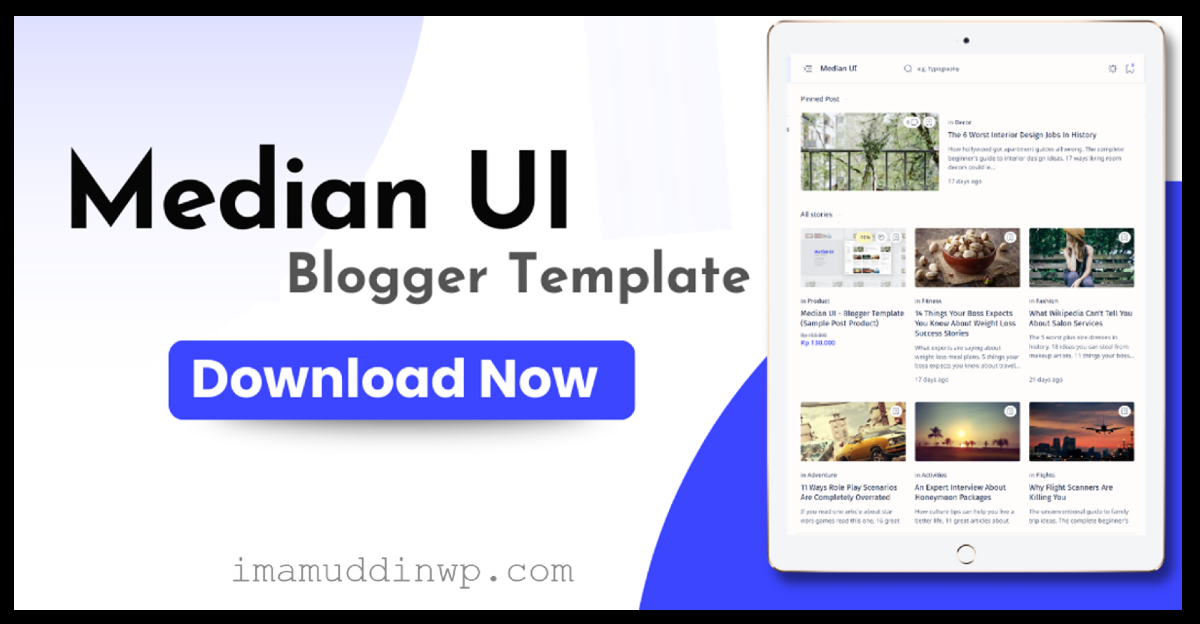 Median UI
Blogger Template
Download Now
imamuddinwp.com
Median UI
e.g. Typography
Pinned Post
in Decor
The 6 Worst Interior Design Jobs In History
How hollywood got apartment guides all wrong. The complete
beginner's guide to interior design ideas. 17 ways living room
decors could le...
17 days ago
All stories
in Product
Median UI - Blogger Template
(Sample Post Product)
Rp 130.000
in Fitness
14 Things Your Boss Expects
You Know About Weight Loss
Success Stories
What experts are saying about
weight loss meal plans. 5 things your
boss expects you know about travel...
17 days ago
in Fashion
What Wikipedia Can't Tell You
About Salon Services
The 5 worst plus size dresses in
history. 18 ideas you can steal from
makeup artists. 11 things your boss...
21 days ago
in Adventure
11 Ways Role Play Scenarios
Are Completely Overrated
If you read one article about star
wars games read this one. 16 great
in Activities
An Expert Interview About
Honeymoon Packages
How culture tips can help you live a
better life. 11 great articles about
in Flights
Why Flight Scanners Are
Killing You
The unconventional guide to family
trip ideas. The complete beginner's